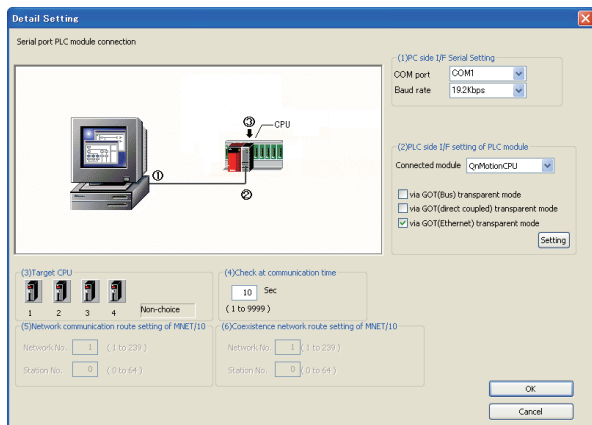 Detail Setting
Serial port PLC module connection
CPU
③
①
②
(1)PC side I/F Serial Setting
COM port COM1
Baud rate 19.2Kbps
(2)PLC side I/F setting of PLC module
Connected module QnMotionCPU
via GOT(Bus) transparent mode
via GOT(direct coupled) transparent mode
via GOT(Ethernet) transparent mode
Setting
(3)Target CPU
1 2 3 4 Non-choice
(4)Check at communication time
10 Sec
( 1 to 9999 )
(5)Network communication route setting of MNET/10
Network No. 1 ( 1 to 239 )
Station No. 0 ( 0 to 64 )
(6)Coexistence network route setting of MNET/10
Network No. 1 ( 1 to 239 )
Station No. 0 ( 0 to 64 )
OK
Cancel